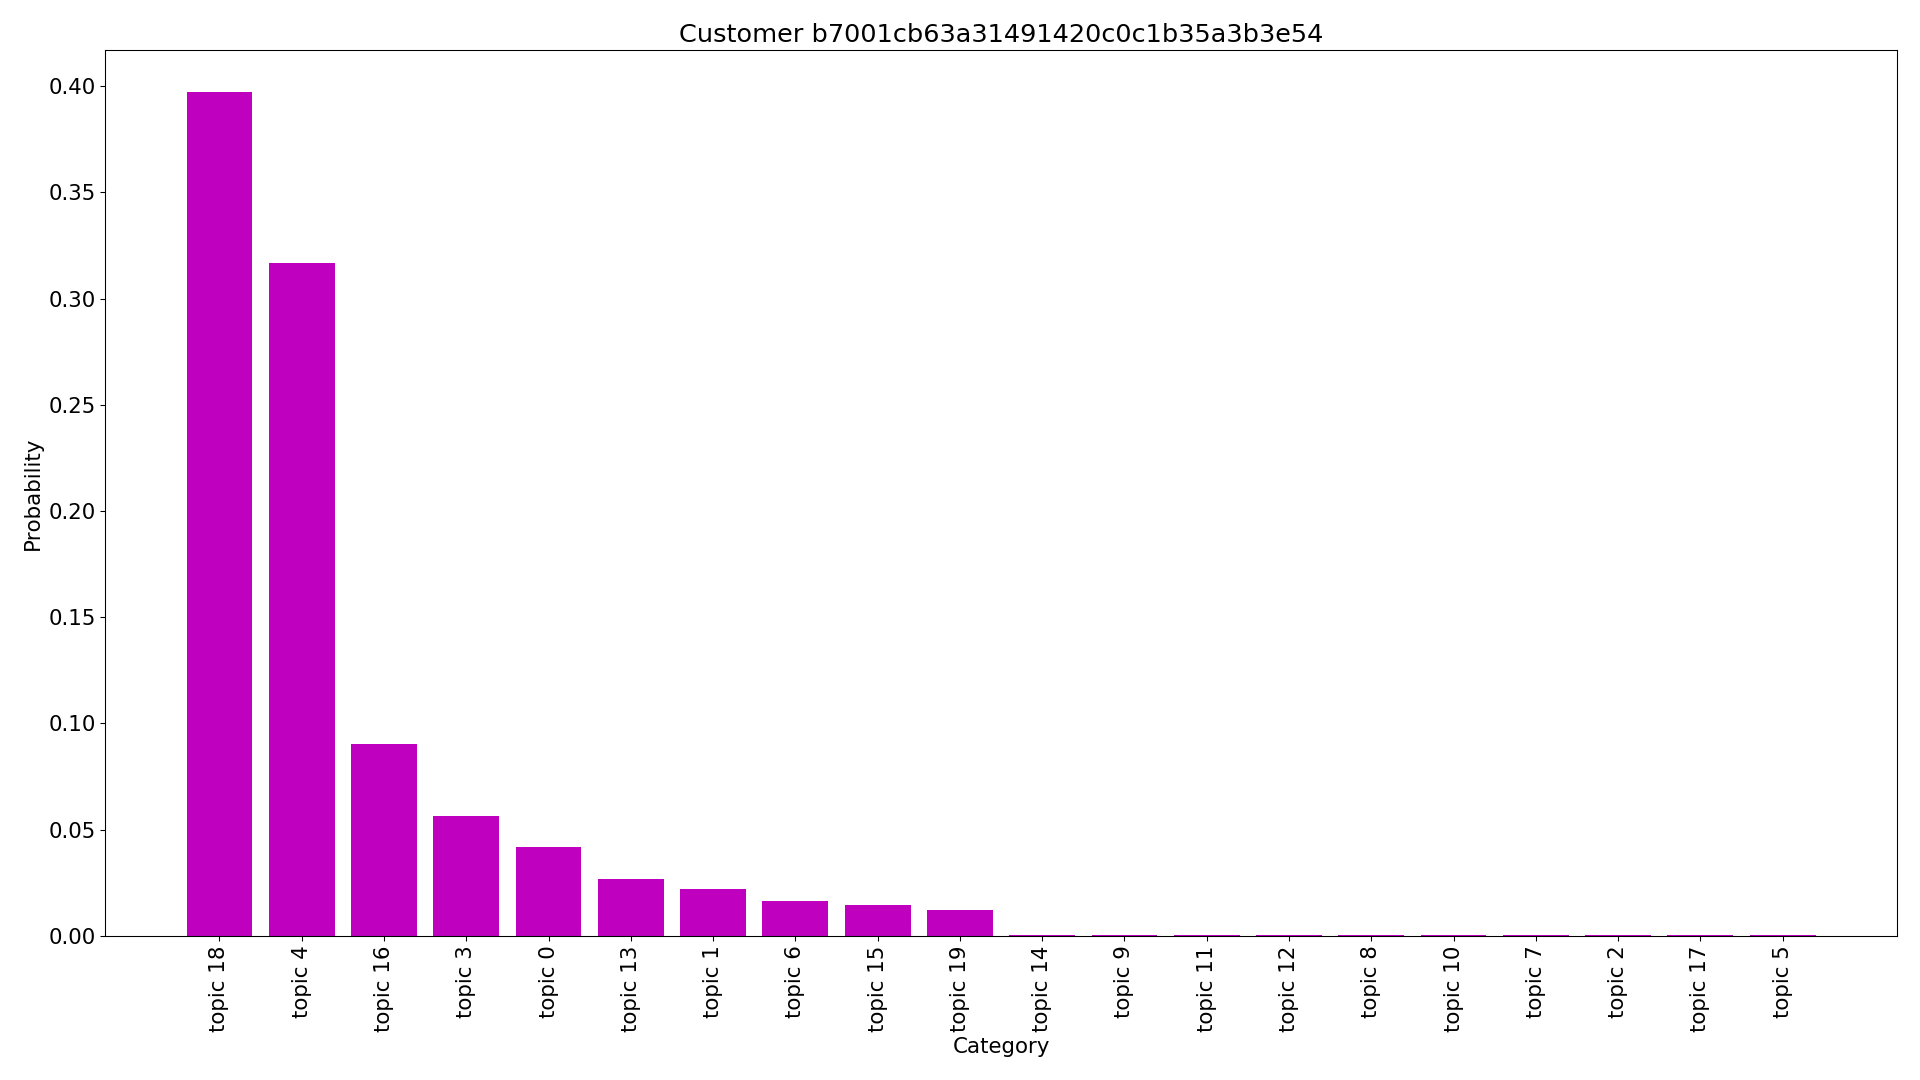 Customer b7001cb63a31491420c0c1b35a3b3e54
0.40
0.35
0.30
0.25
0.20
0.15
0.10
0.05
0.00
Probability
topic 18
topic 4
topic 16
topic 3
topic 0
topic 13
topic 1
topic 6
topic 15
topic 19
topic 14
topic 9
topic 11
topic 12
topic 8
topic 10
topic 7
topic 2
topic 17
topic 5
Category